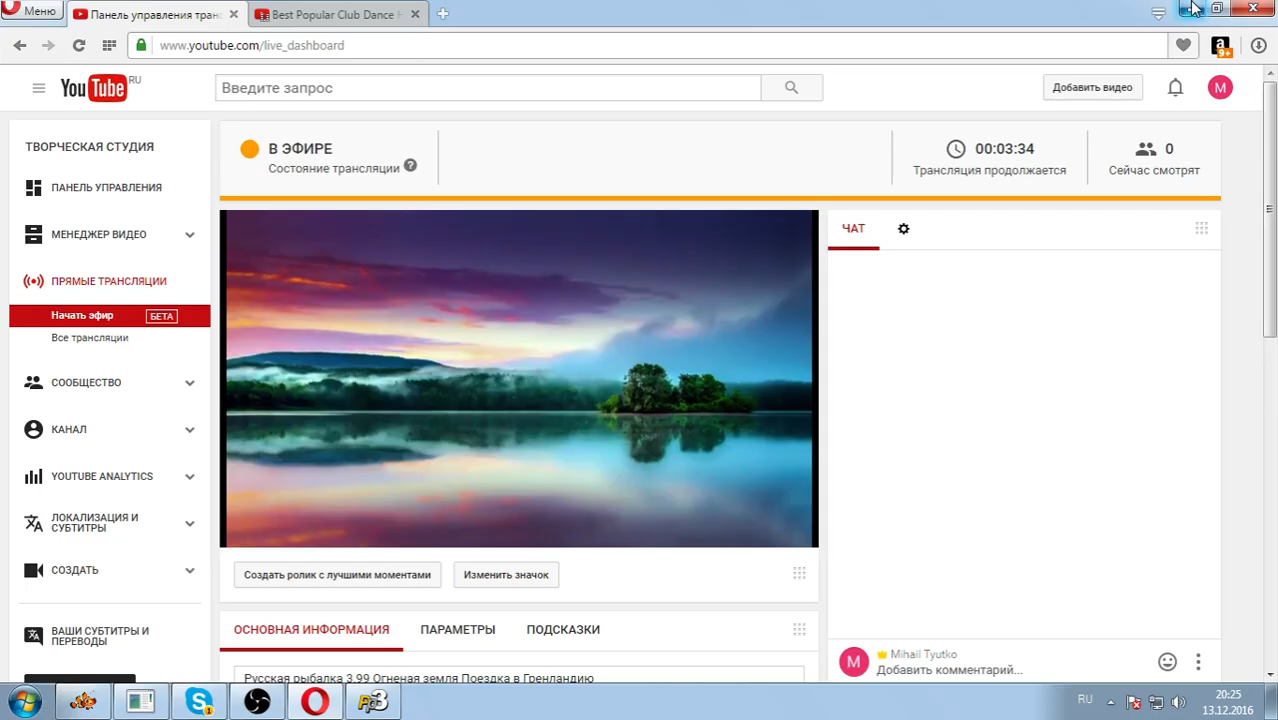 Меню
Панель управления тран
Best Popular Club Dance
www.youtube.com/live_dashboard
9+
YouTube RU
Введите запрос
Добавить видео
M
ТВОРЧЕСКАЯ СТУДИЯ
ПАНЕЛЬ УПРАВЛЕНИЯ
МЕНЕДЖЕР ВИДЕО
ПРЯМЫЕ ТРАНСЛЯЦИИ
Начать эфир БЕТА
Все трансляции
СООБЩЕСТВО
КАНАЛ
YOUTUBE ANALYTICS
ЛОКАЛИЗАЦИЯ И
СУБТИТРЫ
СОЗДАТЬ
ВАШИ СУБТИТРЫ И
ПЕРЕВОДЫ
В ЭФИРЕ
Состояние трансляции ?
00:03:34
Трансляция продолжается
0
Сейчас смотрят
ЧАТ
Создать ролик с лучшими моментами
Изменить значок
ОСНОВНАЯ ИНФОРМАЦИЯ
ПАРАМЕТРЫ
ПОДСКАЗКИ
Русская рыбалка 3.99 Огненая земля Поездка в Гренландию
M
Mihail Tyutko
Добавить комментарий...
RU
20:25
13.12.2016